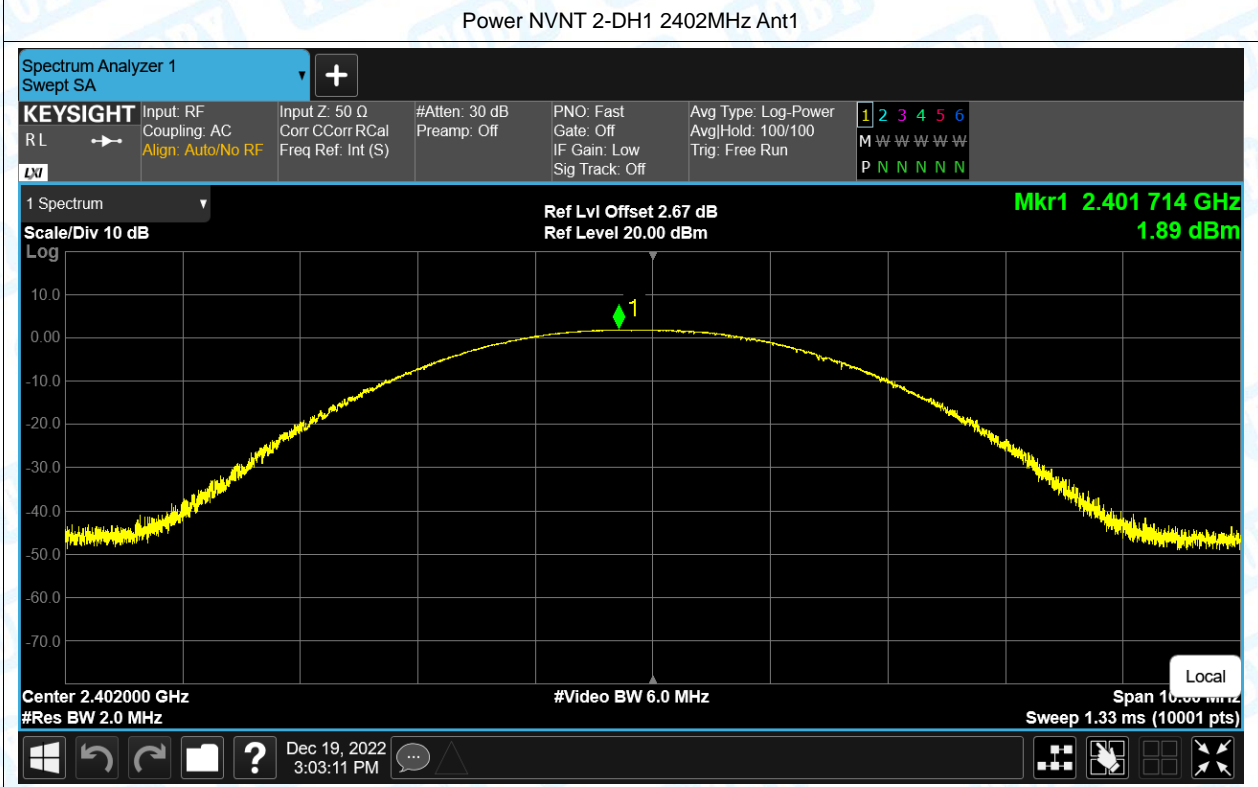 Power NVNT 2-DH1 2402MHz Ant1
Spectrum Analyzer 1
Swept SA
KEYSIGHT
R L
LXI
Input: RF
Coupling: AC
Align: Auto/No RF
Input Z: 50 Ω
Corr CCorr RCal
Freq Ref: Int (S)
#Atten: 30 dB
Preamp: Off
PNO: Fast
Gate: Off
IF Gain: Low
Sig Track: Off
Avg Type: Log-Power
Avg|Hold: 100/100
Trig: Free Run
1 2 3 4 5 6
M W W W W W
P N N N N N
1 Spectrum
Scale/Div 10 dB
Ref Lvl Offset 2.67 dB
Ref Level 20.00 dBm
Mkr1 2.401 714 GHz
1.89 dBm
Log
10.0
0.00
-10.0
-20.0
-30.0
-40.0
-50.0
-60.0
-70.0
1
Local
Center 2.402000 GHz
#Video BW 6.0 MHz
Span 10.00 MHz
#Res BW 2.0 MHz
Sweep 1.33 ms (10001 pts)
?
Dec 19, 2022
3:03:11 PM